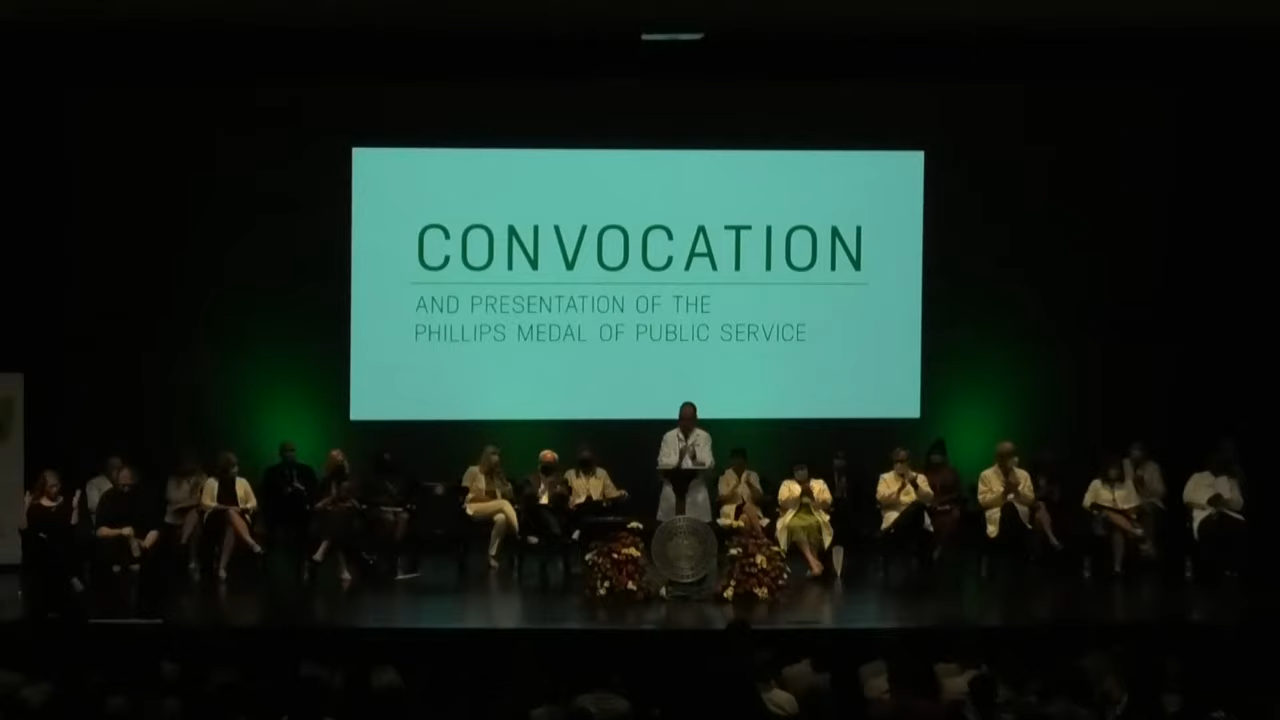 CONVOCATION
AND PRESENTATION OF THE
PHILLIPS MEDAL OF PUBLIC SERVICE